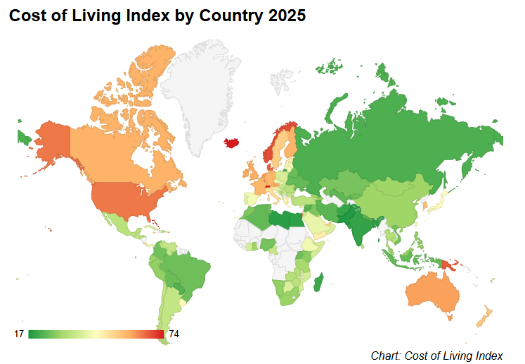 Cost of Living Index by Country 2025
17 74
Chart: Cost of Living Index